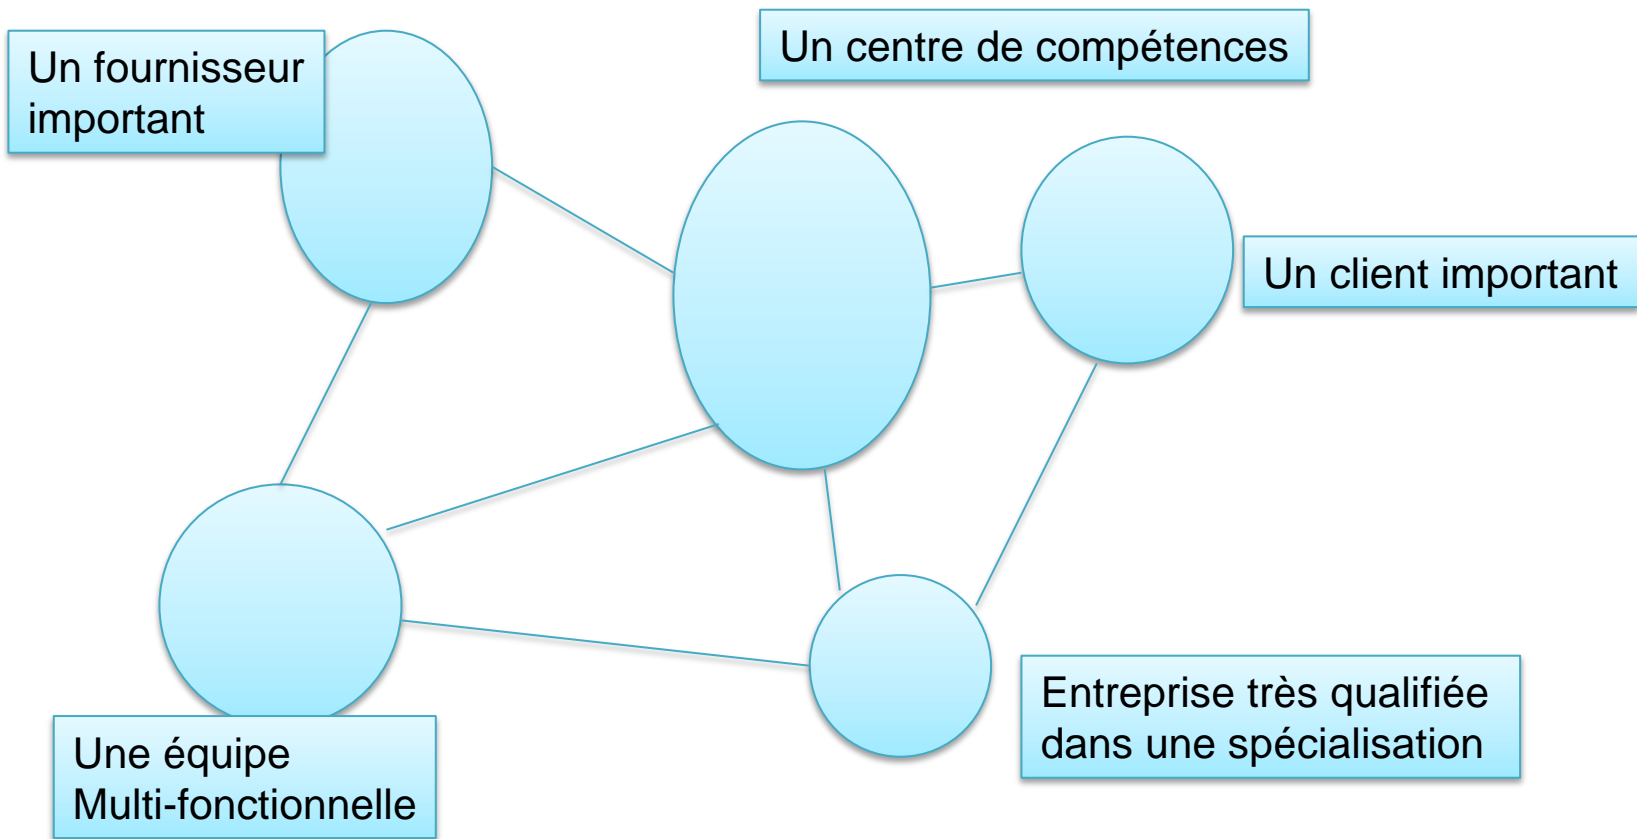 Un fournisseur
important
Un centre de compétences
Un client important
Une équipe
Multi-fonctionnelle
Entreprise très qualifiée
dans une spécialisation